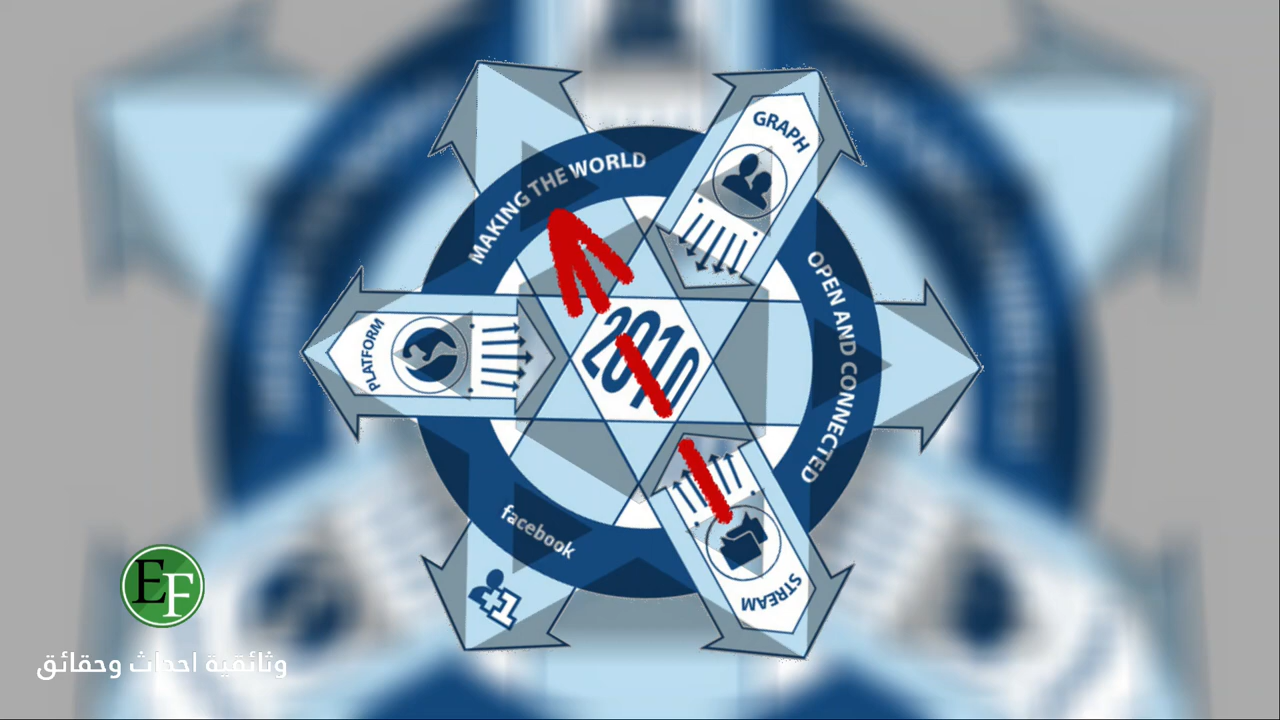 MAKING THE WORLD
GRAPH
OPEN AND CONNECTED
PLATFORM
2010
facebook
STREAM
EF
وثائقية احداث وحقائق